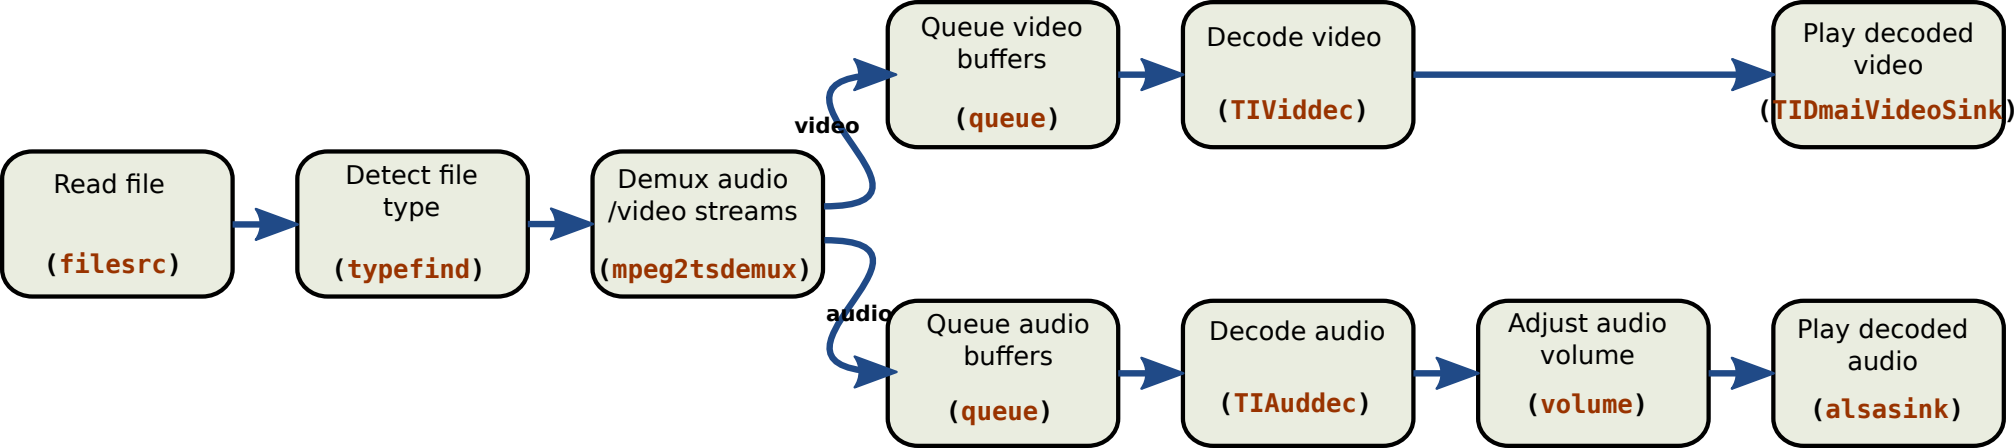 Read file
(filesrc)
Detect file
type
(typefind)
Demux audio
/video streams
(mpeg2tsdemux)
video
Queue video
buffers
(queue)
Decode video
(TIViddec)
Play decoded
video
(TIDmaiVideoSink)
audio
Queue audio
buffers
(queue)
Decode audio
(TIAuddec)
Adjust audio
volume
(volume)
Play decoded
audio
(alsasink)